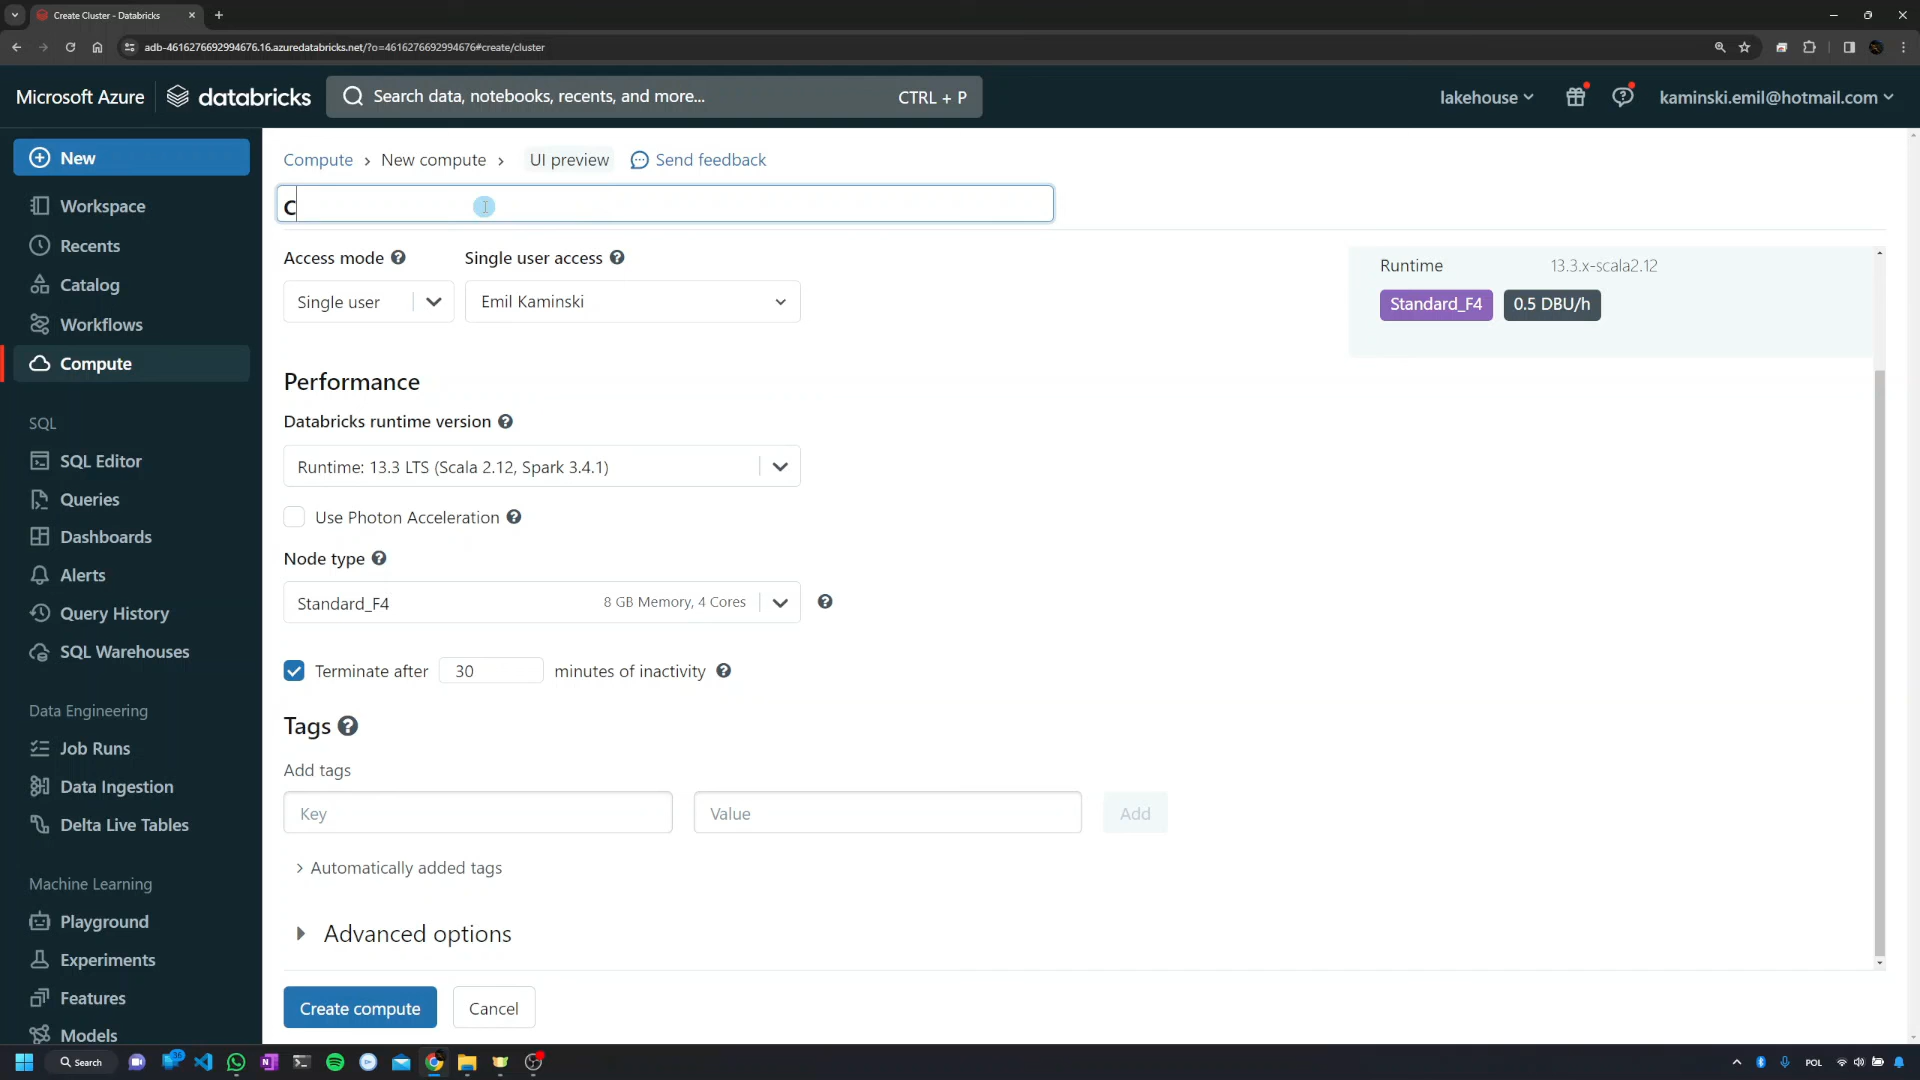 Create Cluster - Databricks
adb-4616276692994676.16.azuredatabricks.net/?o=4616276692994676#create/cluster
Microsoft Azure
databricks
Search data, notebooks, recents, and more...
CTRL + P
lakehouse
kaminski.emil@hotmail.com
New
Workspace
Recents
Catalog
Workflows
Compute
SQL
SQL Editor
Queries
Dashboards
Alerts
Query History
SQL Warehouses
Data Engineering
Job Runs
Data Ingestion
Delta Live Tables
Machine Learning
Playground
Experiments
Features
Models
Compute › New compute › UI preview Send feedback
C
Access mode
Single user access
Single user
Emil Kaminski
Performance
Databricks runtime version
Runtime: 13.3 LTS (Scala 2.12, Spark 3.4.1)
Use Photon Acceleration
Node type
Standard_F4 8 GB Memory, 4 Cores
Terminate after 30 minutes of inactivity
Tags
Add tags
Key
Value
Add
Automatically added tags
Advanced options
Create compute
Cancel
Runtime 13.3.x-scala2.12
Standard_F4 0.5 DBU/h
Search
POL